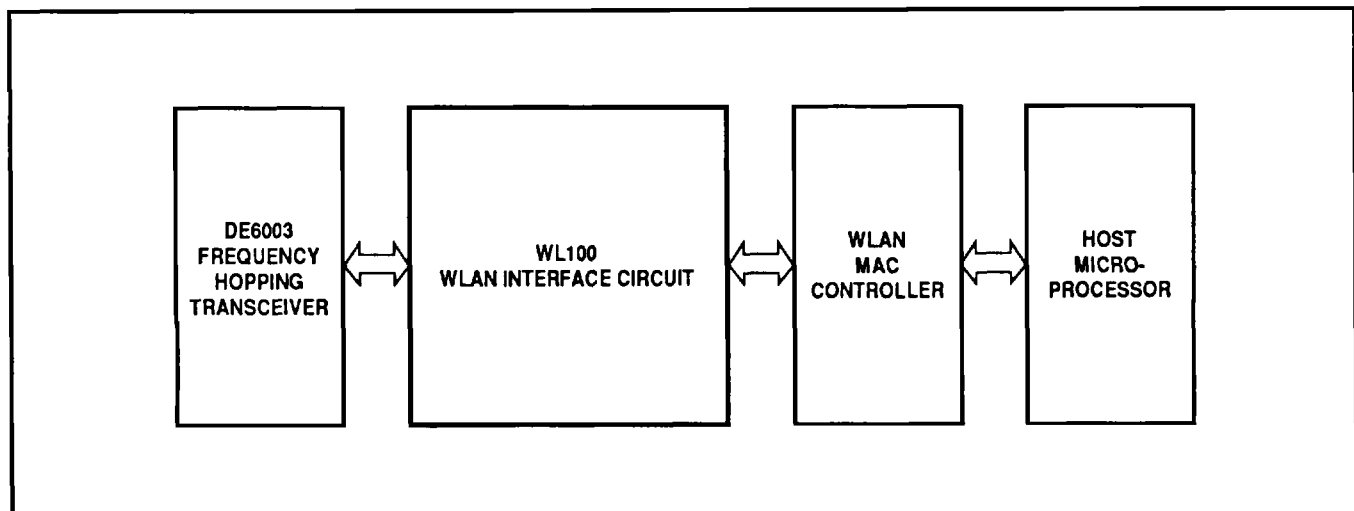 DE6003
FREQUENCY
HOPPING
TRANSCEIVER
WL100
WLAN INTERFACE CIRCUIT
WLAN
MAC
CONTROLLER
HOST
MICRO-
PROCESSOR